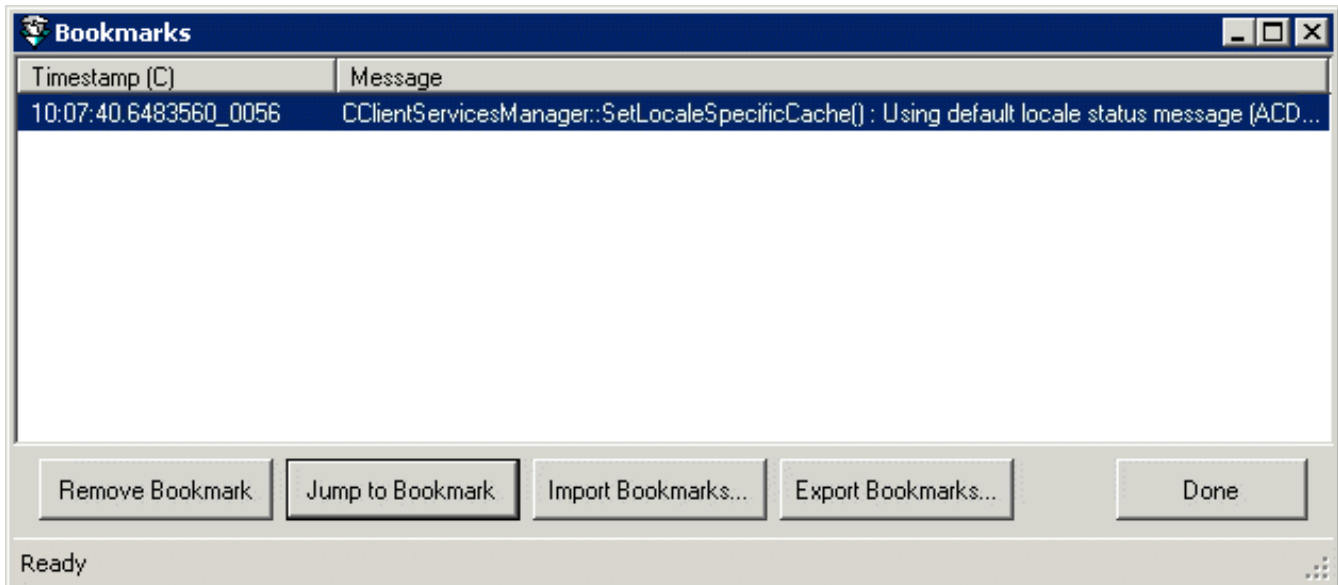 Bookmarks
Timestamp (C) Message
10:07:40.6483560_0056 CClientServicesManager::SetLocaleSpecificCache() : Using default locale status message (ACD...
Remove Bookmark Jump to Bookmark Import Bookmarks... Export Bookmarks... Done
Ready